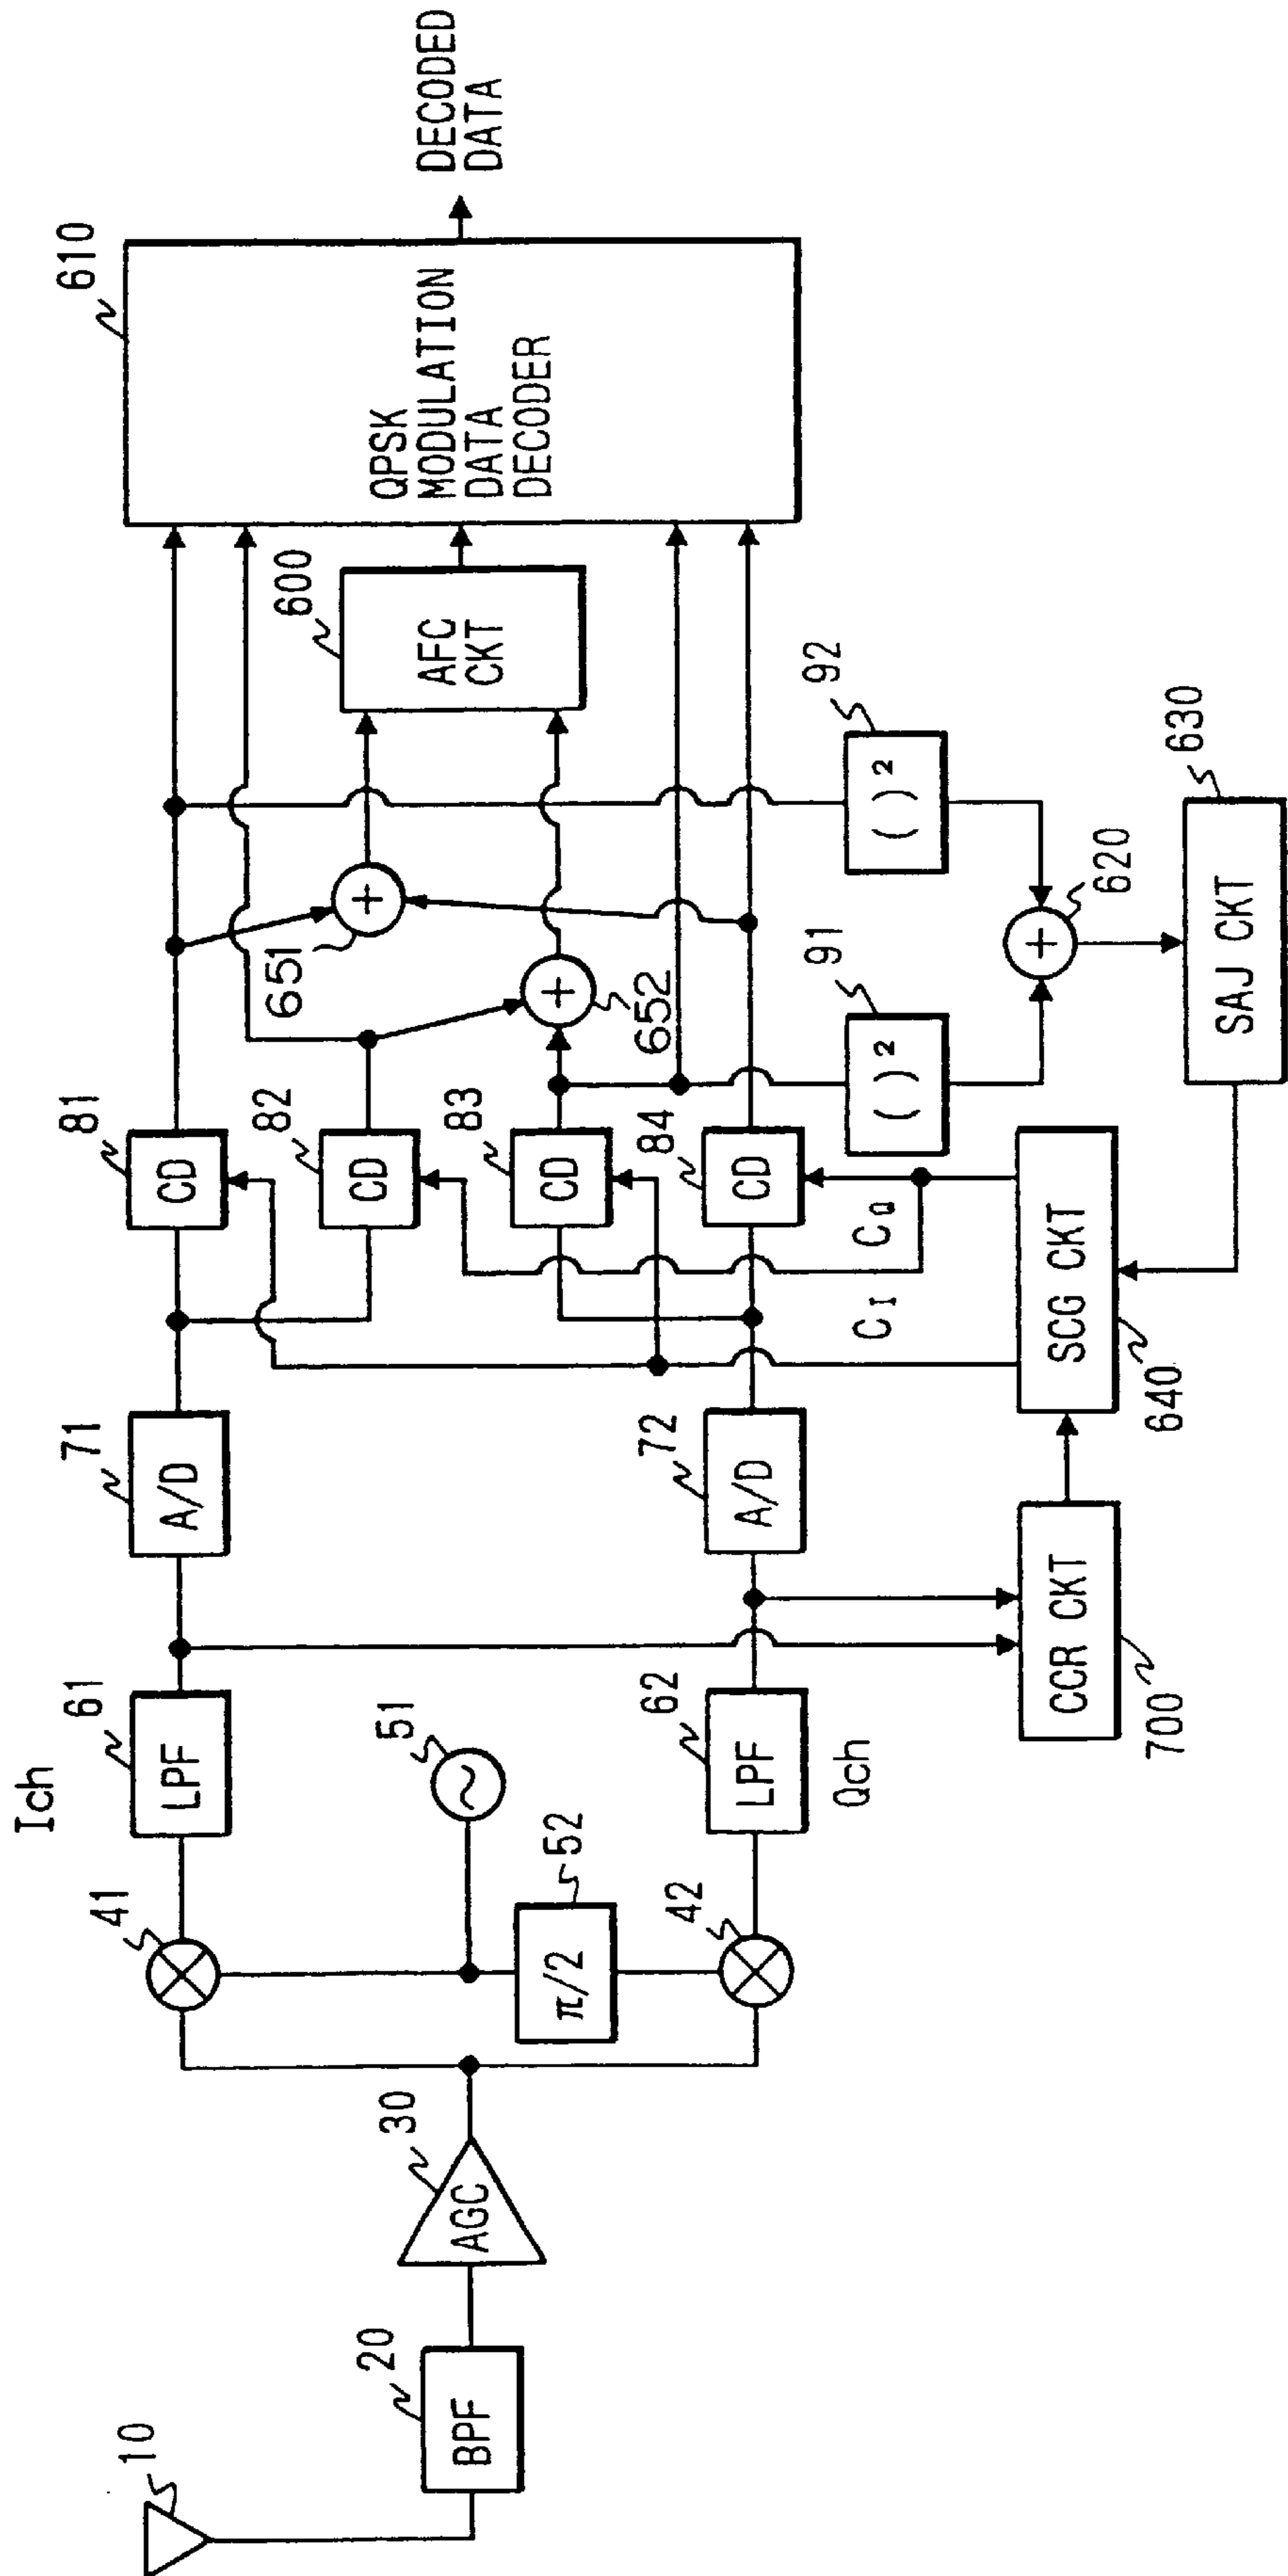 10
20
BPF
30
AGC
Ich
41
42
51
52
π/2
61
LPF
62
LPF
Qch
71
A/D
72
A/D
700
CCR CKT
81
CD
82
CD
83
CD
84
CD
C I
C Q
640
SCG CKT
651
+
652
+
91
( )²
92
( )²
620
+
630
SAJ CKT
600
AFC
CKT
610
QPSK
MODULATION
DATA
DECODER
DECODED
DATA